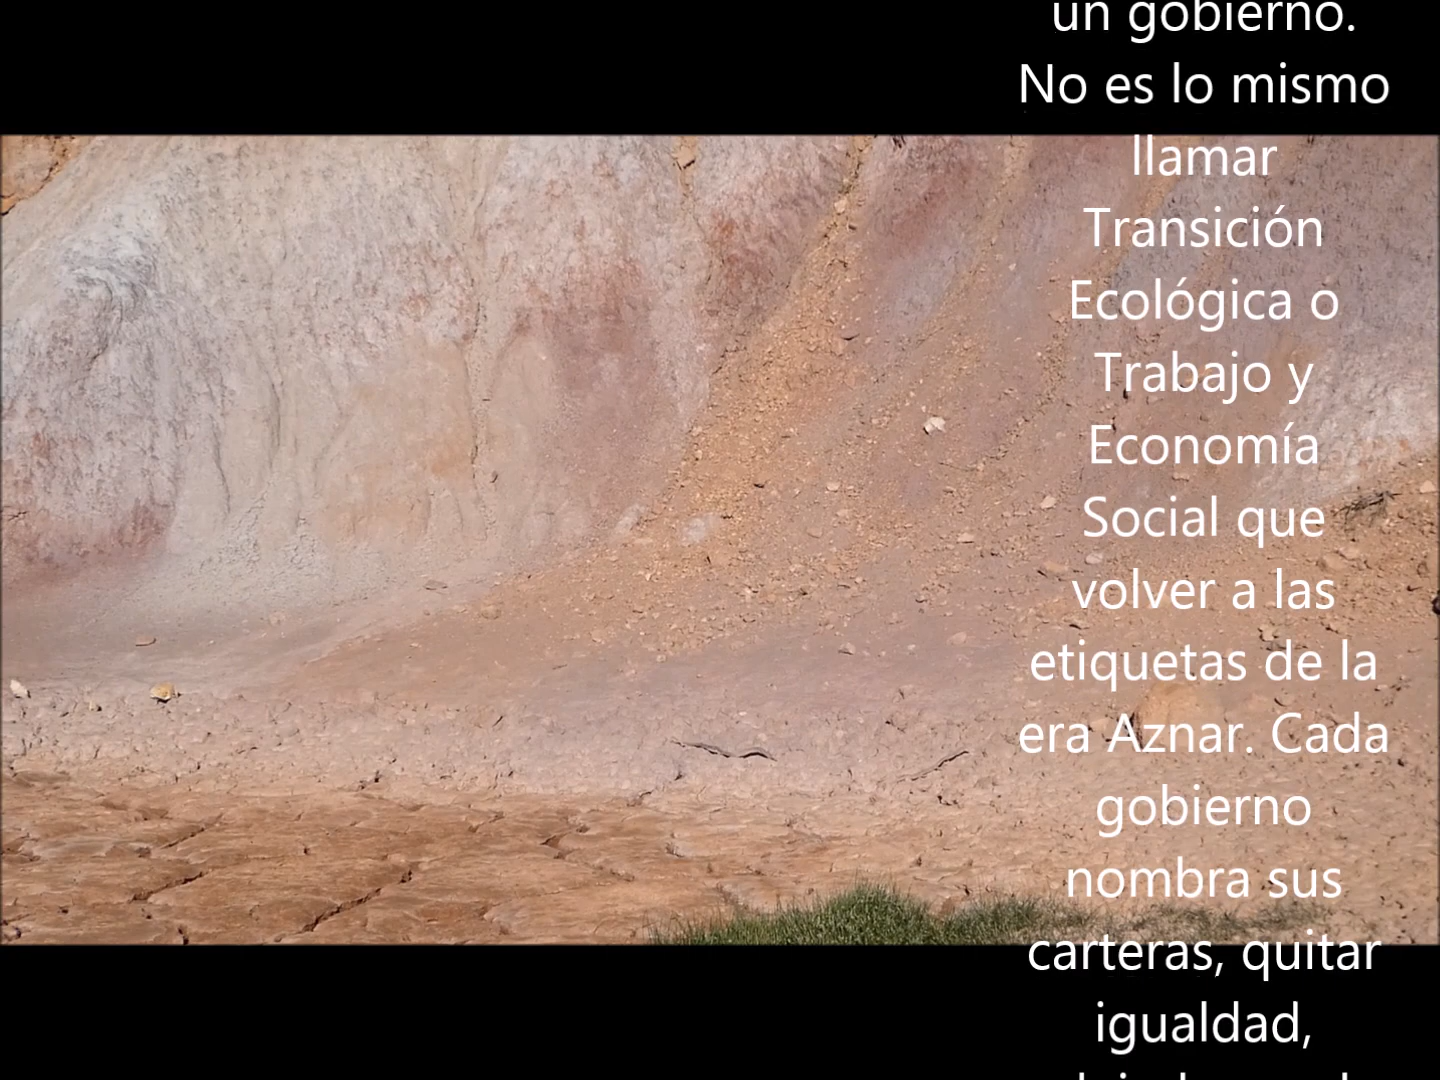 un gobierno.
No es lo mismo
llamar
Transición
Ecológica o
Trabajo y
Economía
Social que
volver a las
etiquetas de la
era Aznar. Cada
gobierno
nombra sus
carteras, quitar
igualdad,